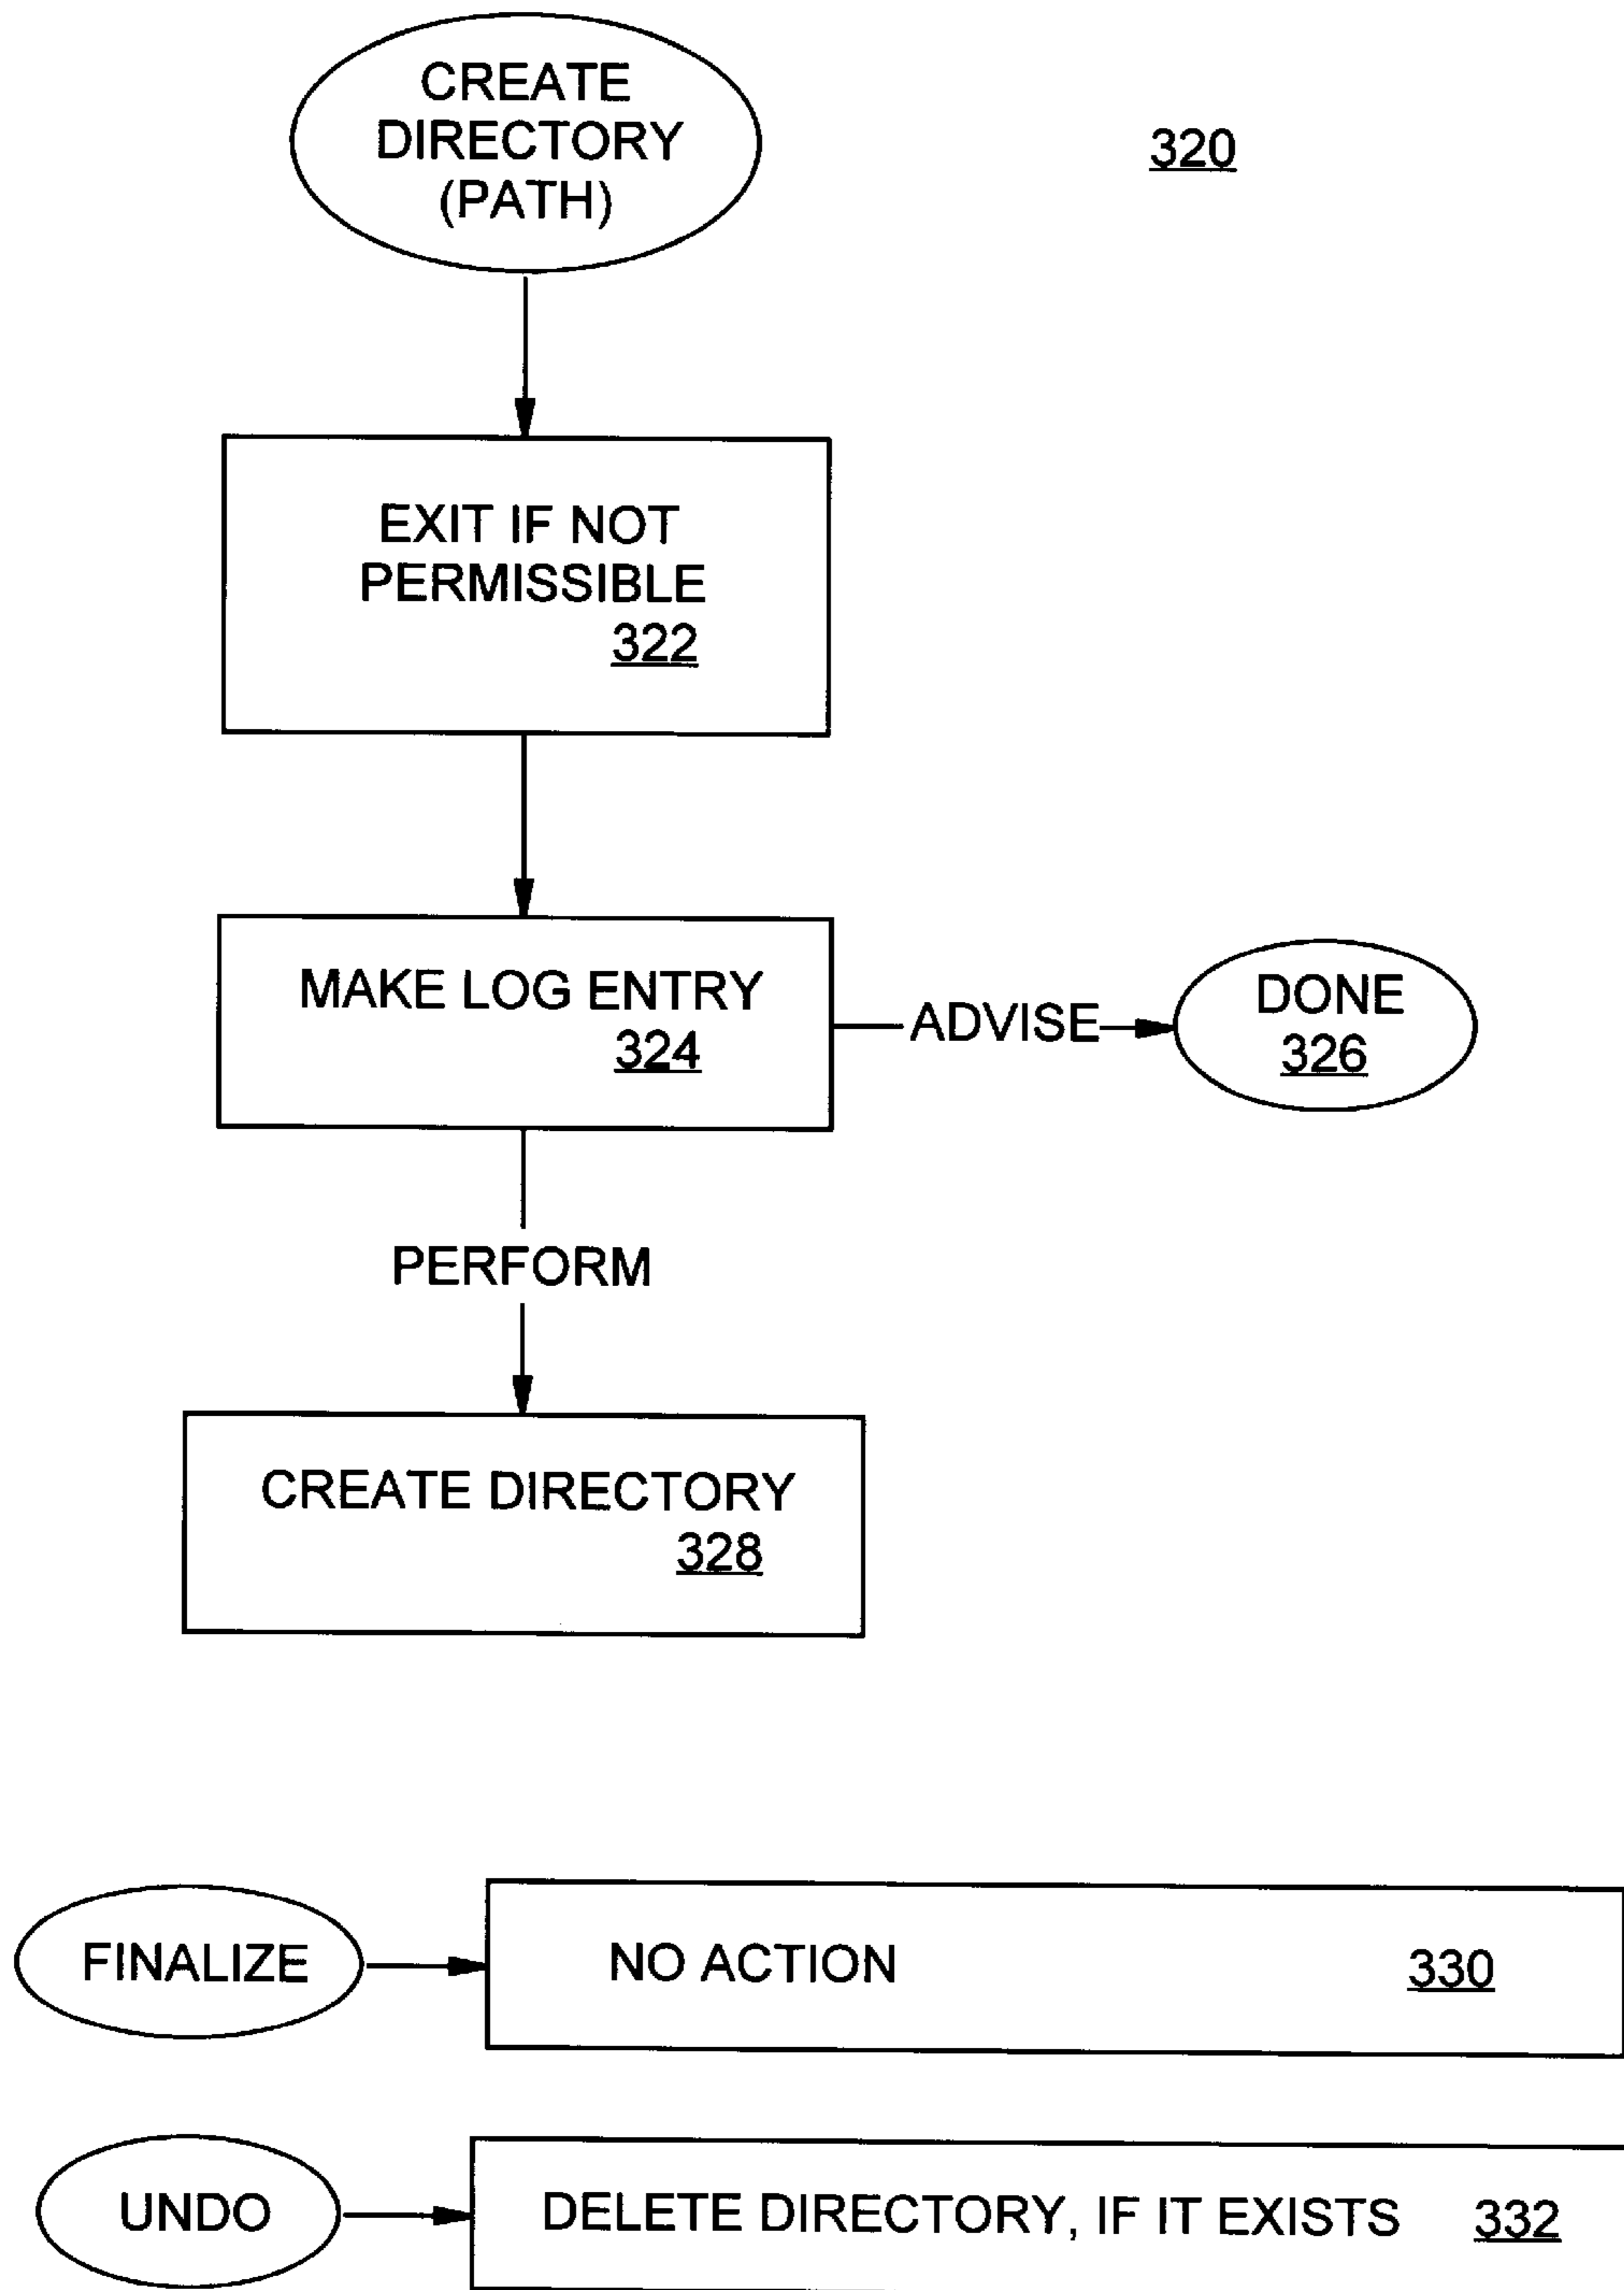 CREATE
DIRECTORY
(PATH)
320
EXIT IF NOT
PERMISSIBLE
322
MAKE LOG ENTRY
324
ADVISE
DONE
326
PERFORM
CREATE DIRECTORY
328
FINALIZE
NO ACTION 330
UNDO
DELETE DIRECTORY, IF IT EXISTS 332